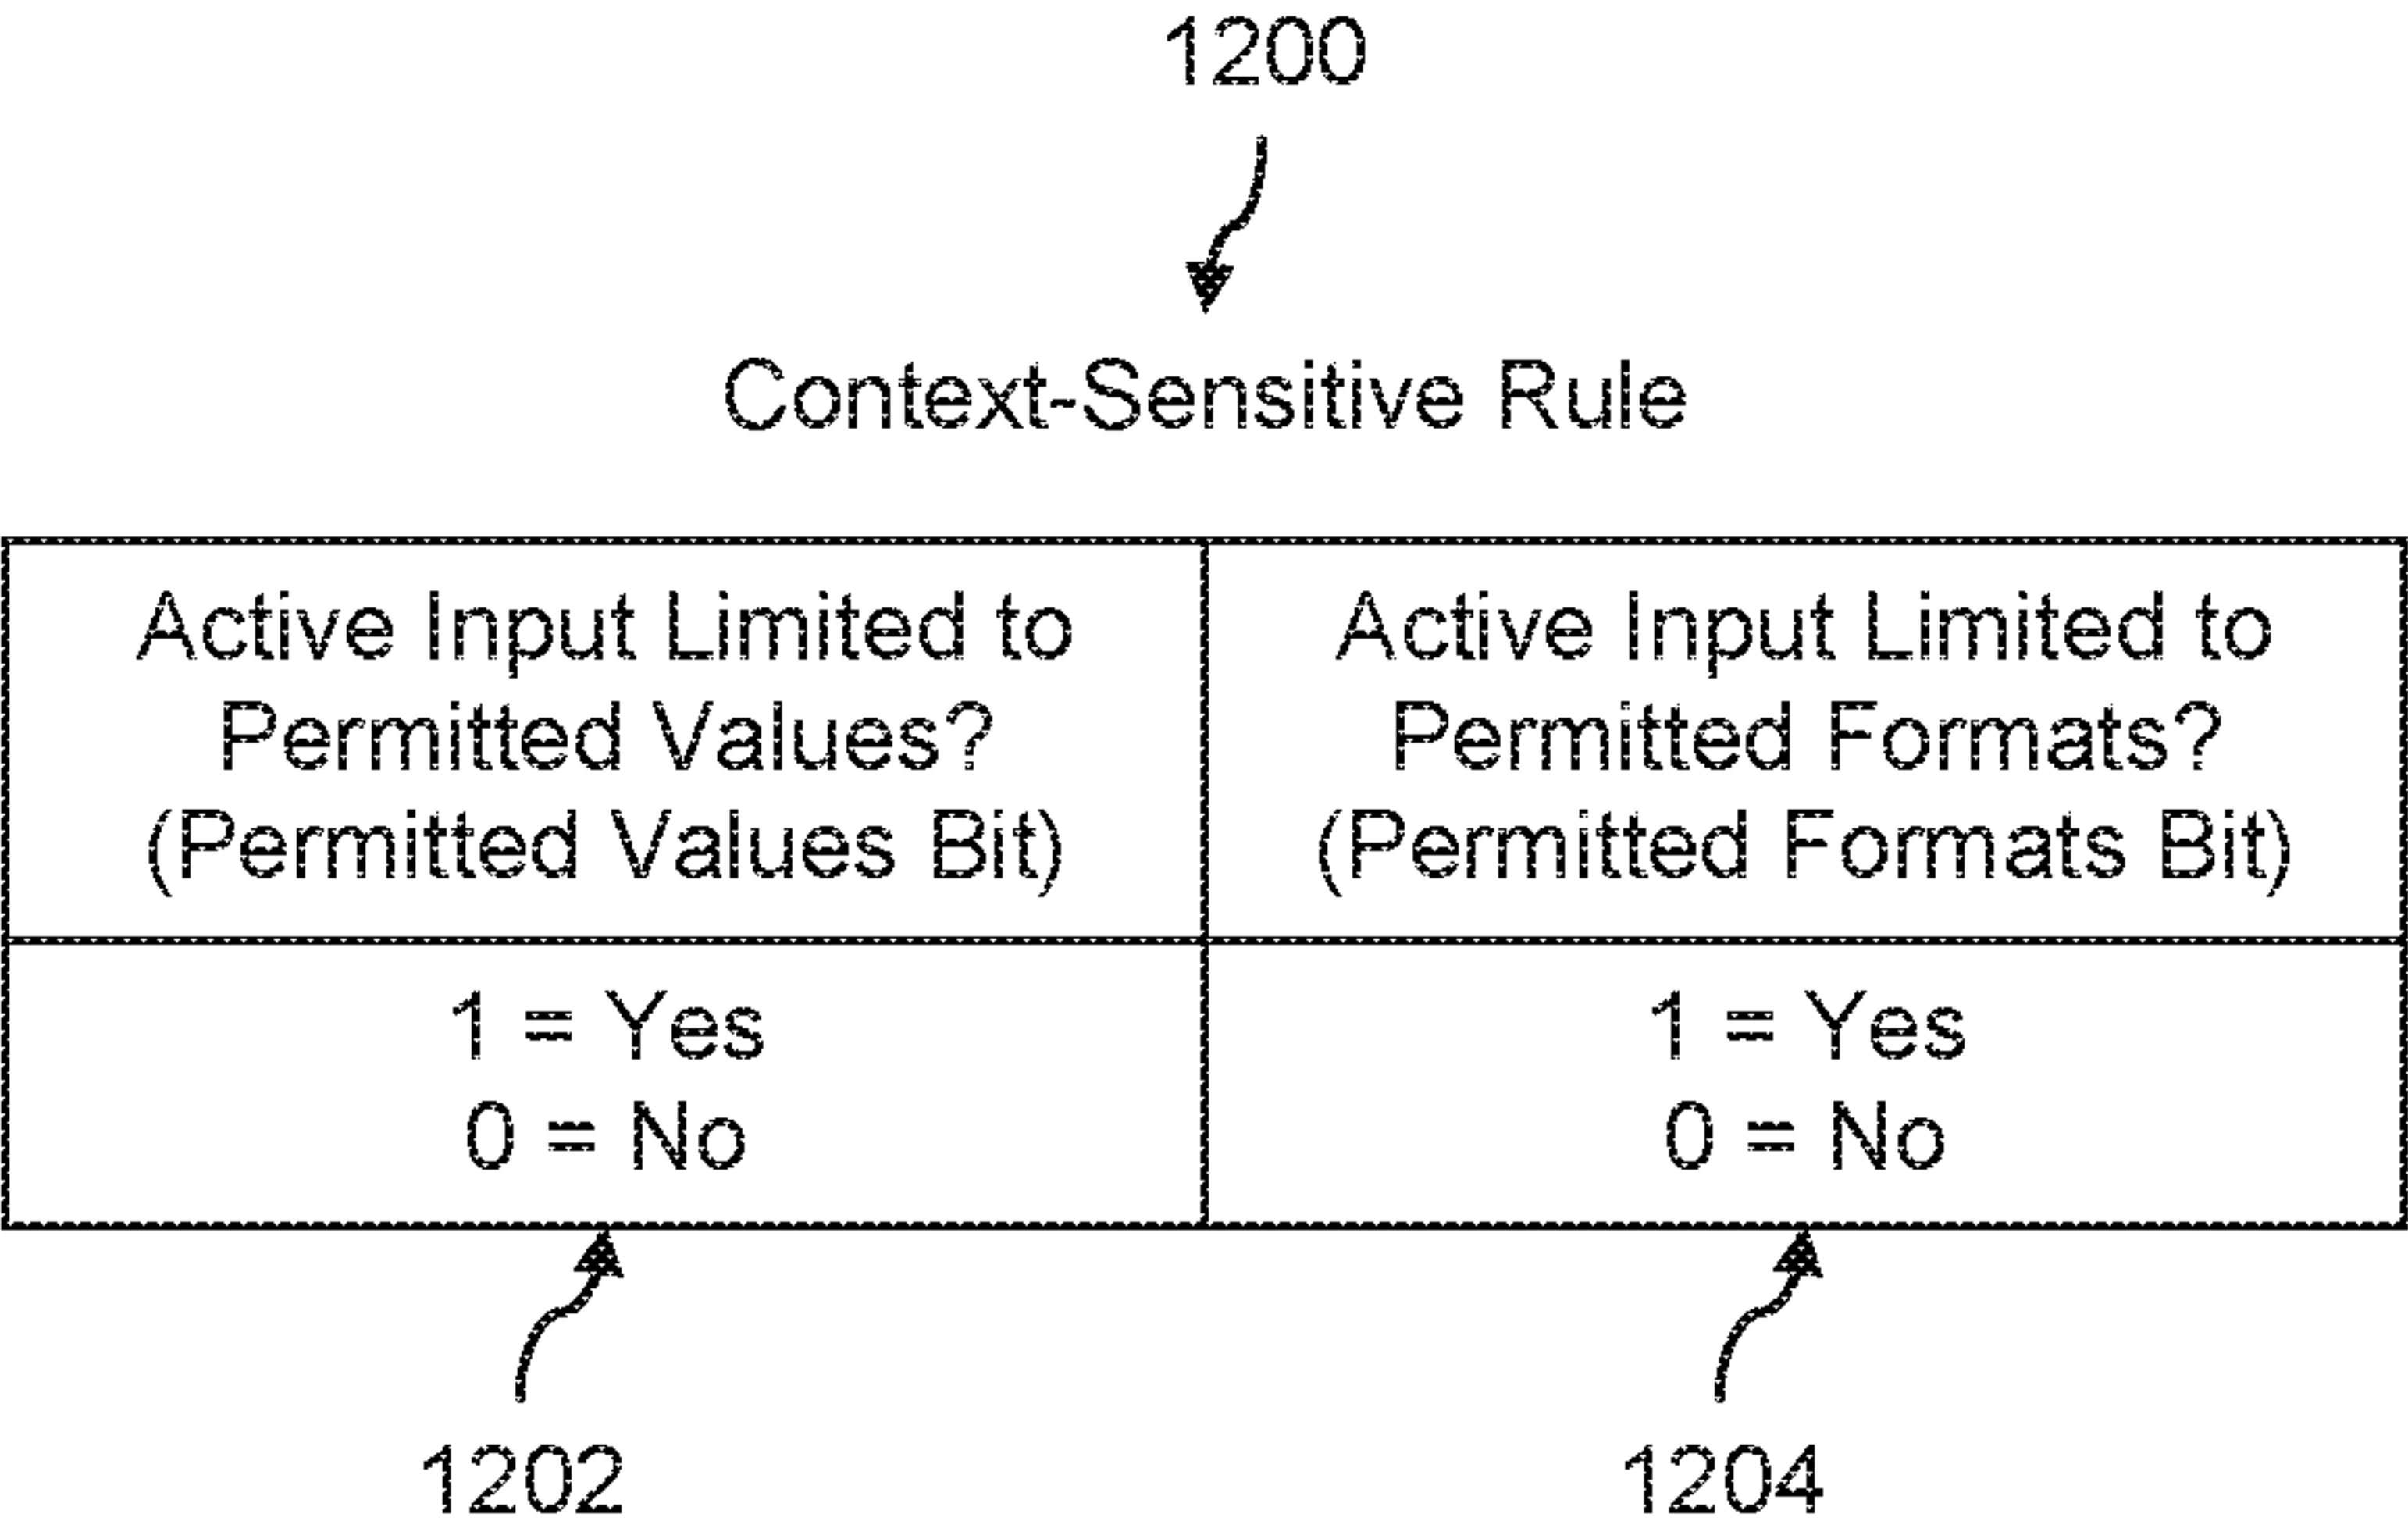 1200
Context-Sensitive Rule
Active Input Limited to
Permitted Values?
(Permitted Values Bit)
Active Input Limited to
Permitted Formats?
(Permitted Formats Bit)
1 = Yes
0 = No
1 = Yes
0 = No
1202
1204